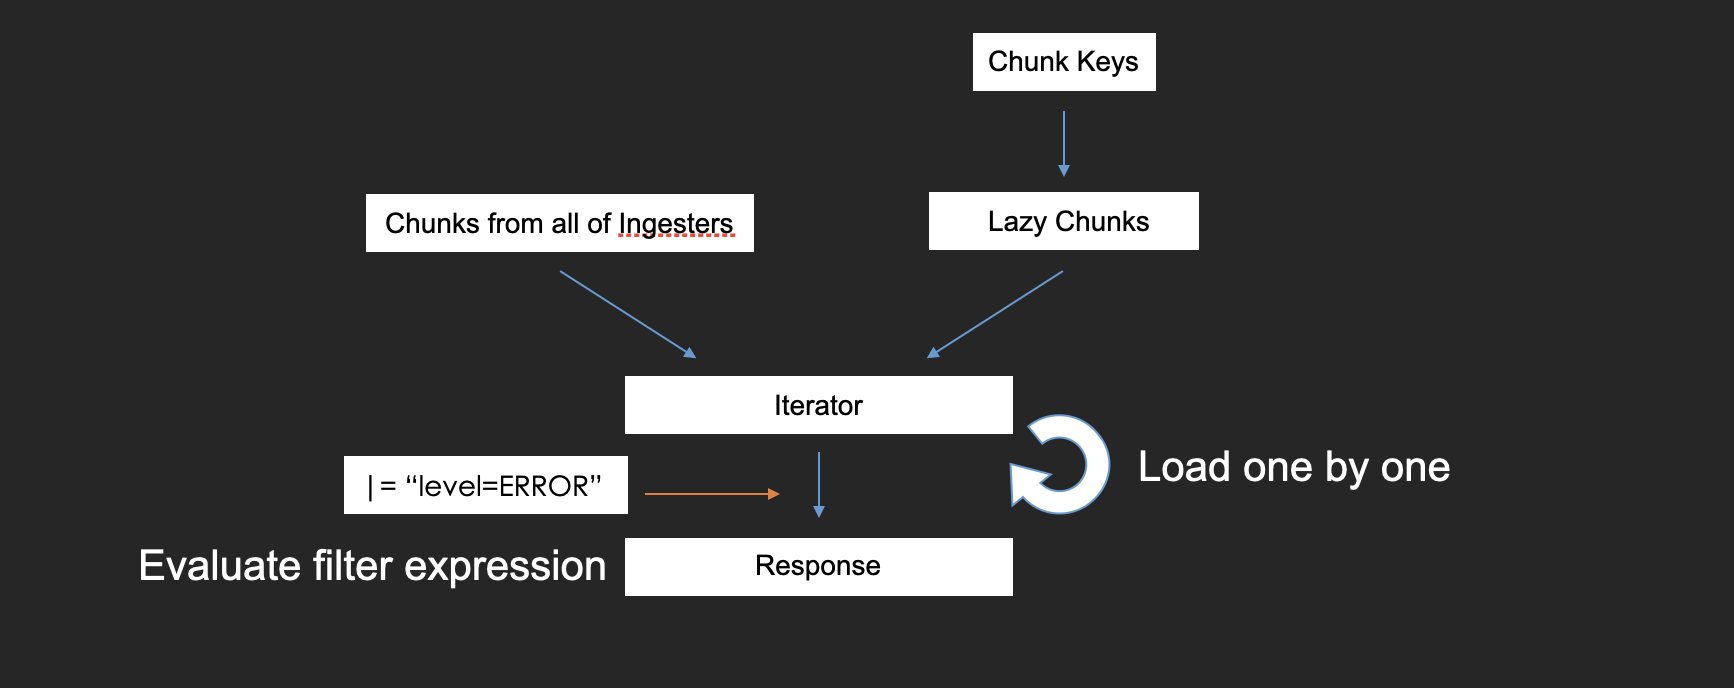 Chunk Keys
Chunks from all of Ingesters
Lazy Chunks
Iterator
Load one by one
|= “level=ERROR”
Evaluate filter expression
Response